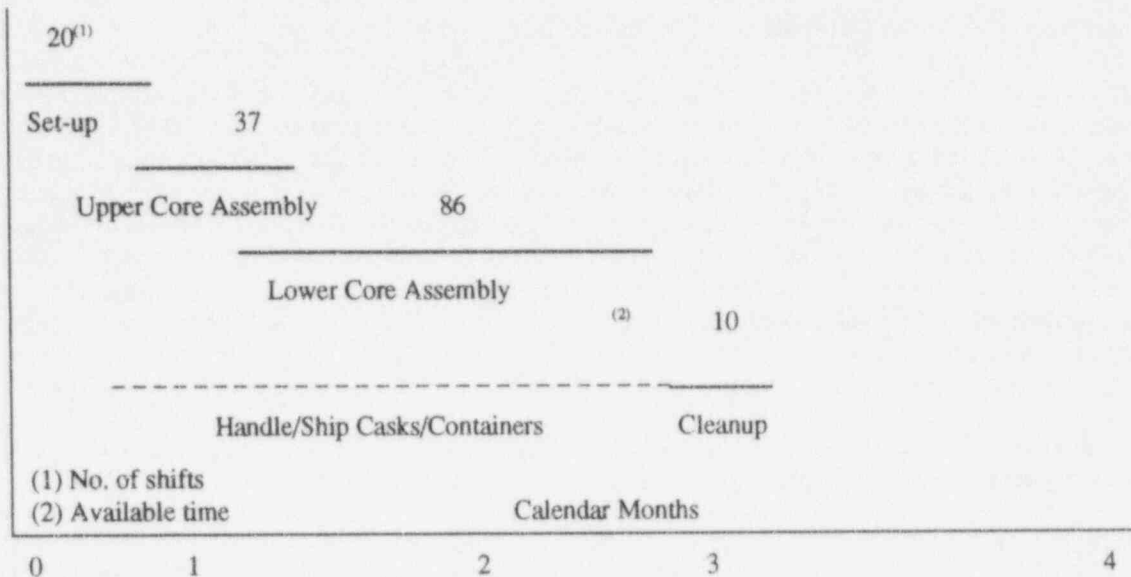 20(1)
Set-up 37
Upper Core Assembly 86
Lower Core Assembly
(2) 10
Handle/Ship Casks/Containers Cleanup
(1) No. of shifts
(2) Available time Calendar Months
0 1 2 3 4